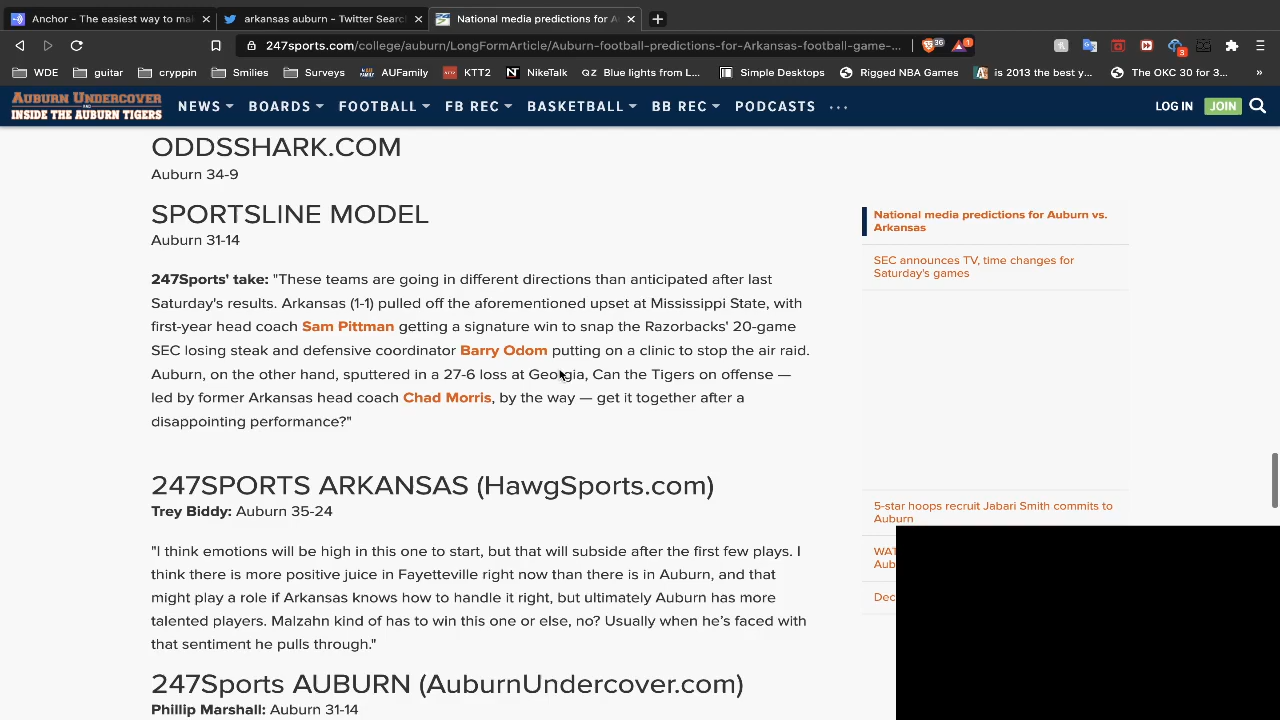 Anchor - The easiest way to mal
arkansas auburn - Twitter Searc
National media predictions for A
247sports.com/college/auburn/LongFormArticle/Auburn-football-predictions-for-Arkansas-football-game-...
36
1
3
WDE
guitar
cryppin
Smilies
Surveys
AUFamily
KTT2
NikeTalk
QZ Blue lights from L...
Simple Desktops
Rigged NBA Games
is 2013 the best y...
The OKC 30 for 3...
»
AUBURN UNDERCOVER
AND
INSIDE THE AUBURN TIGERS
NEWS
BOARDS
FOOTBALL
FB REC
BASKETBALL
BB REC
PODCASTS
...
LOG IN
JOIN
ODDSSHARK.COM
Auburn 34-9
SPORTSLINE MODEL
Auburn 31-14
247Sports' take: "These teams are going in different directions than anticipated after last
Saturday's results. Arkansas (1-1) pulled off the aforementioned upset at Mississippi State, with
first-year head coach Sam Pittman getting a signature win to snap the Razorbacks' 20-game
SEC losing steak and defensive coordinator Barry Odom putting on a clinic to stop the air raid.
Auburn, on the other hand, sputtered in a 27-6 loss at Georgia, Can the Tigers on offense —
led by former Arkansas head coach Chad Morris, by the way — get it together after a
disappointing performance?"
247SPORTS ARKANSAS (HawgSports.com)
Trey Biddy: Auburn 35-24
"I think emotions will be high in this one to start, but that will subside after the first few plays. I
think there is more positive juice in Fayetteville right now than there is in Auburn, and that
might play a role if Arkansas knows how to handle it right, but ultimately Auburn has more
talented players. Malzahn kind of has to win this one or else, no? Usually when he's faced with
that sentiment he pulls through."
247Sports AUBURN (AuburnUndercover.com)
Phillip Marshall: Auburn 31-14
National media predictions for Auburn vs.
Arkansas
SEC announces TV, time changes for
Saturday's games
5-star hoops recruit Jabari Smith commits to
Auburn
WAT
Aub
Dec